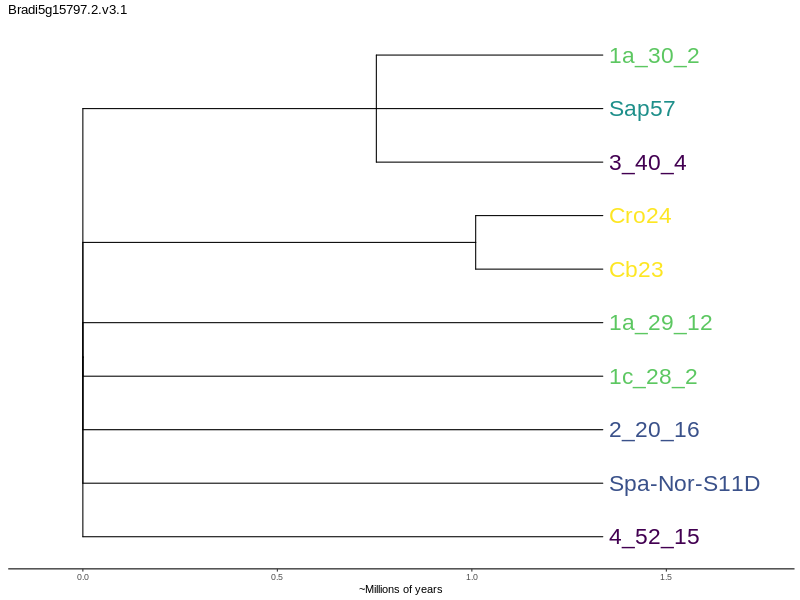 Bradi5g15797.2.v3.1
1a_30_2
Sap57
3_40_4
Cro24
Cb23
1a_29_12
1c_28_2
2_20_16
Spa-Nor-S11D
4_52_15
0.0 0.5 1.0 1.5
~Millions of years